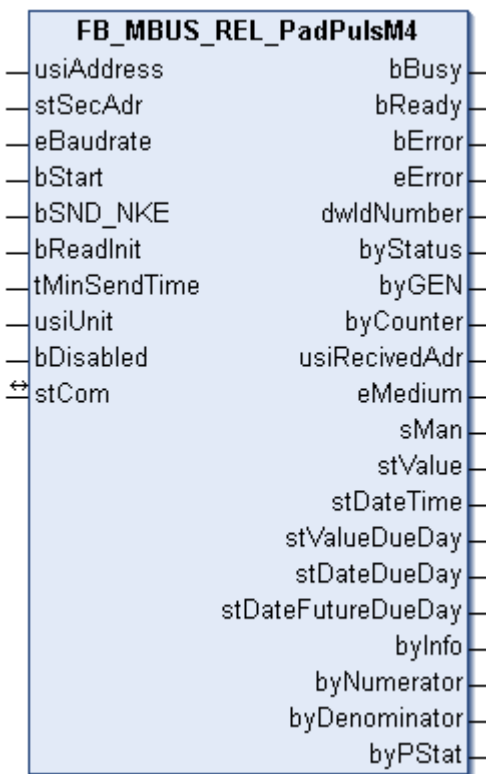 FB_MBUS_REL_PadPulsM4
usiAddress bBusy
stSecAdr bReady
eBaudrate bError
bStart eError
bSND_NKE dwIdNumber
bReadInit byStatus
tMinSendTime byGEN
usiUnit byCounter
bDisabled usiRecivedAdr
stCom eMedium
sMan
stValue
stDateTime
stValueDueDay
stDateDueDay
stDateFutureDueDay
byInfo
byNumerator
byDenominator
byPStat